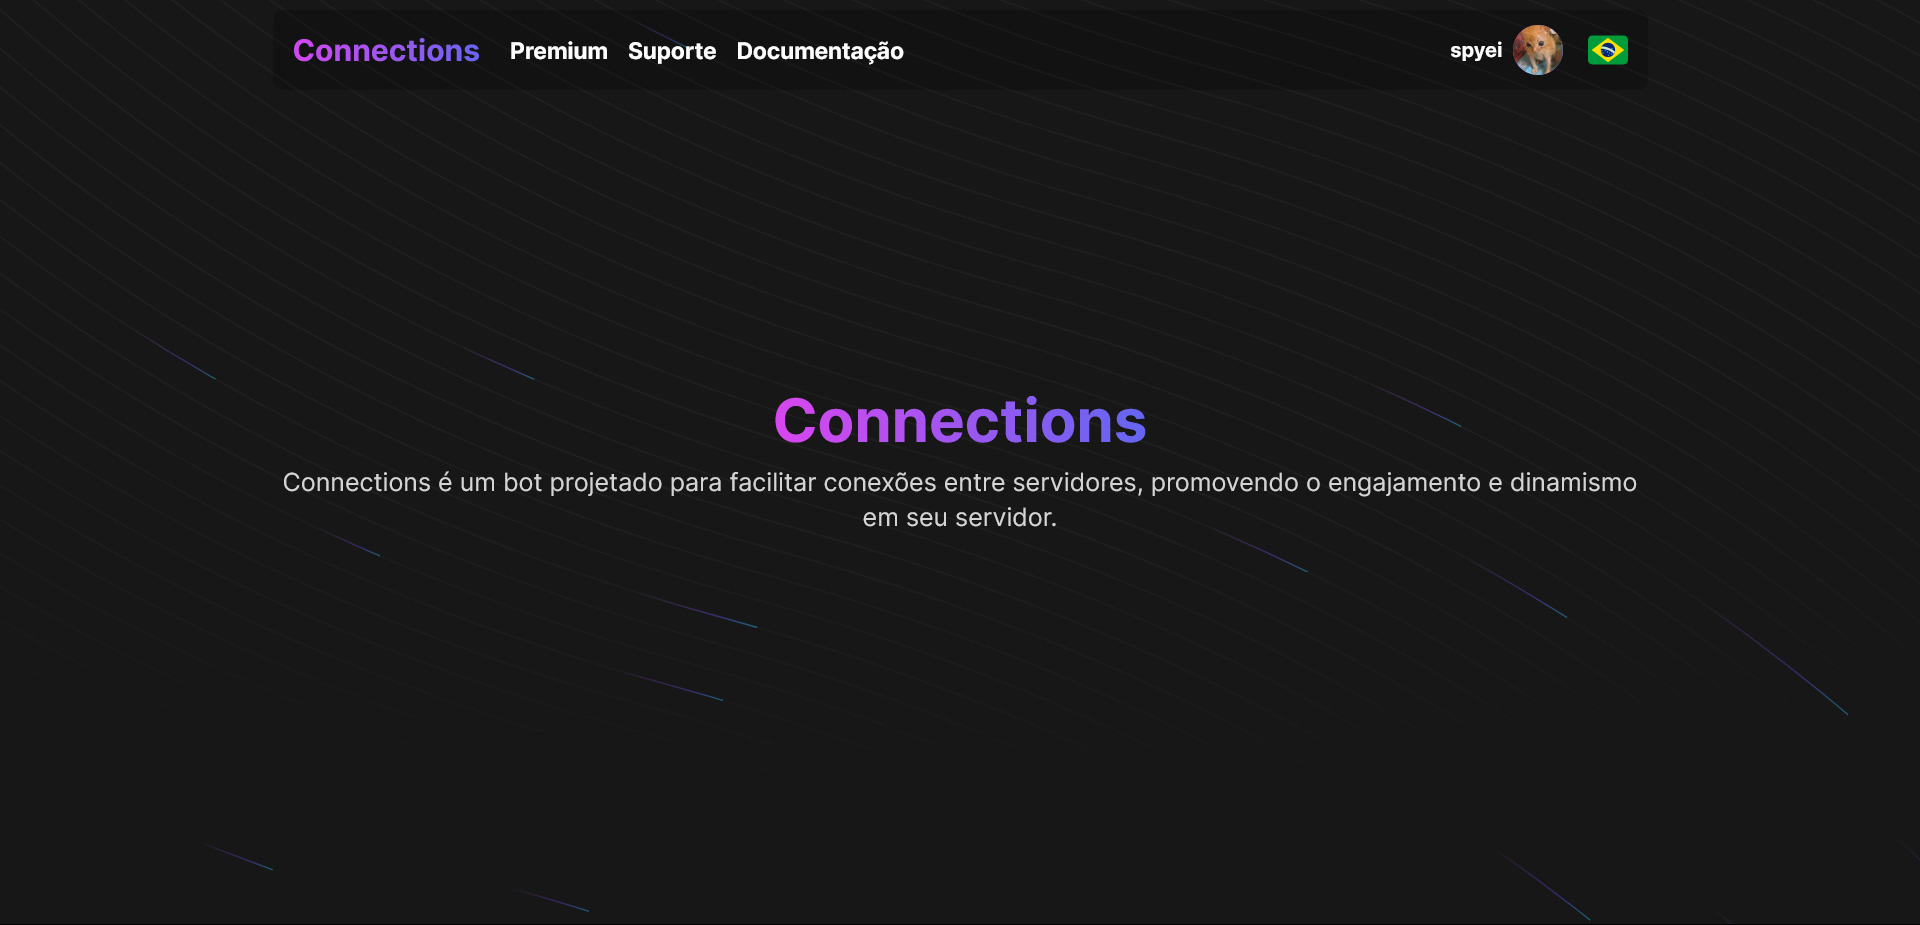 Connections Premium Suporte Documentação spyei
Connections
Connections é um bot projetado para facilitar conexões entre servidores, promovendo o engajamento e dinamismo
em seu servidor.